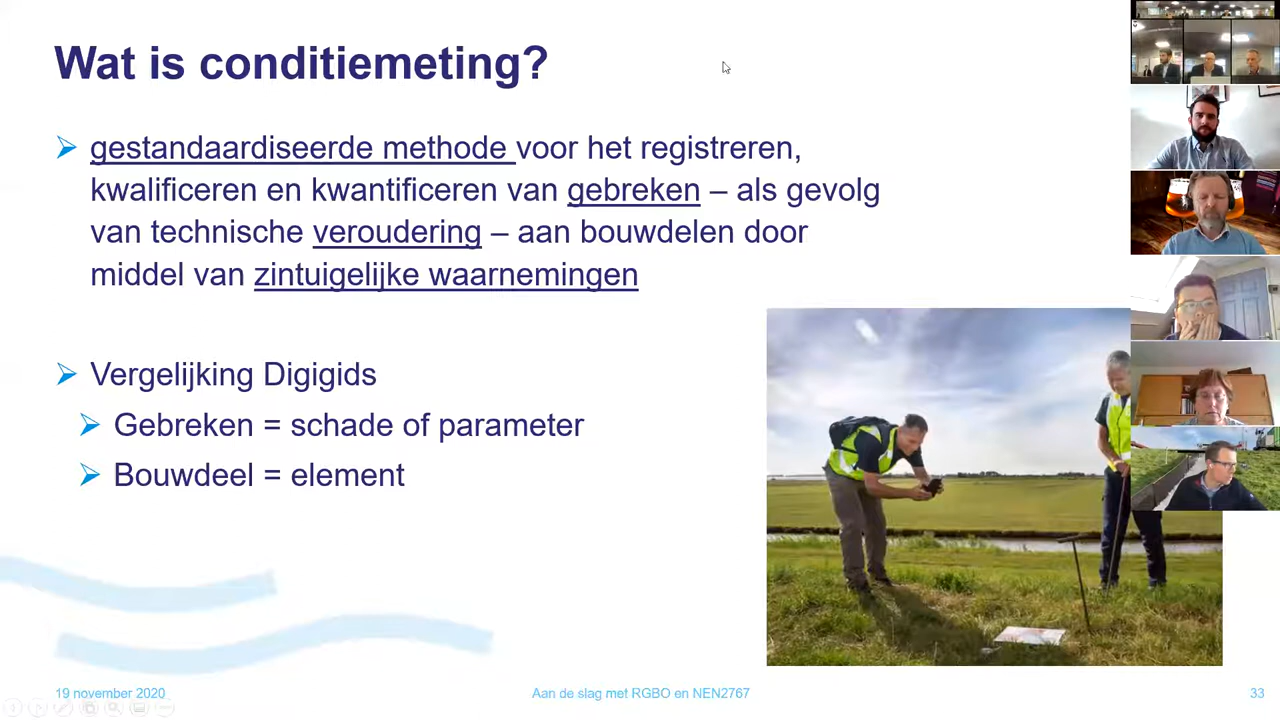 Wat is conditiemeting?
gestandaardiseerde methode voor het registreren,
kwalificeren en kwantificeren van gebreken – als gevolg
van technische veroudering – aan bouwdelen door
middel van zintuigelijke waarnemingen
Vergelijking Digigids
Gebreken = schade of parameter
Bouwdeel = element
19 november 2020
Aan de slag met RGBO en NEN2767
33